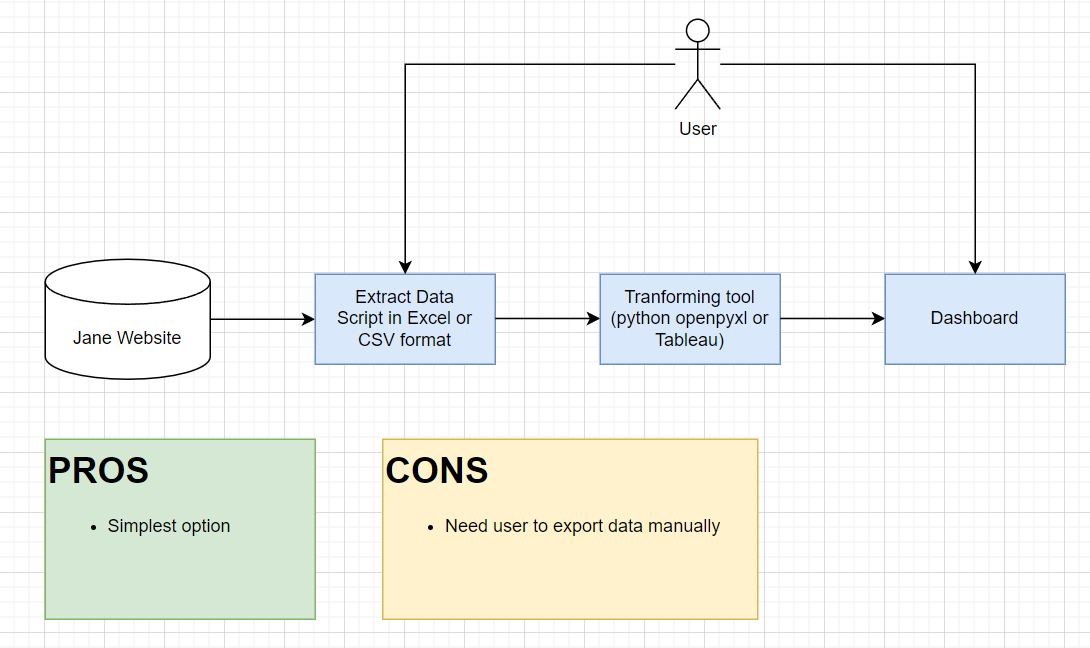 User
Jane Website
Extract Data
Script in Excel or
CSV format
Tranforming tool
(python openpyxl or
Tableau)
Dashboard
PROS
• Simplest option
CONS
• Need user to export data manually